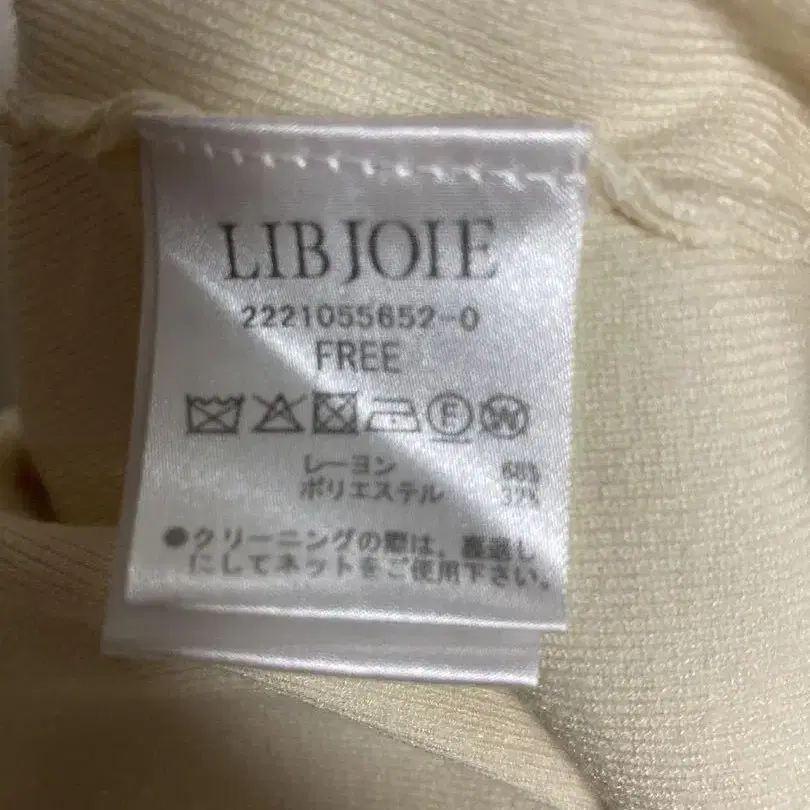 LIBJOIE
2221055652-0
FREE
F W
レーヨン 68%
ポリエステル 32%
●クリーニングの際は、裏返し
にしてネットをご使用下さい。